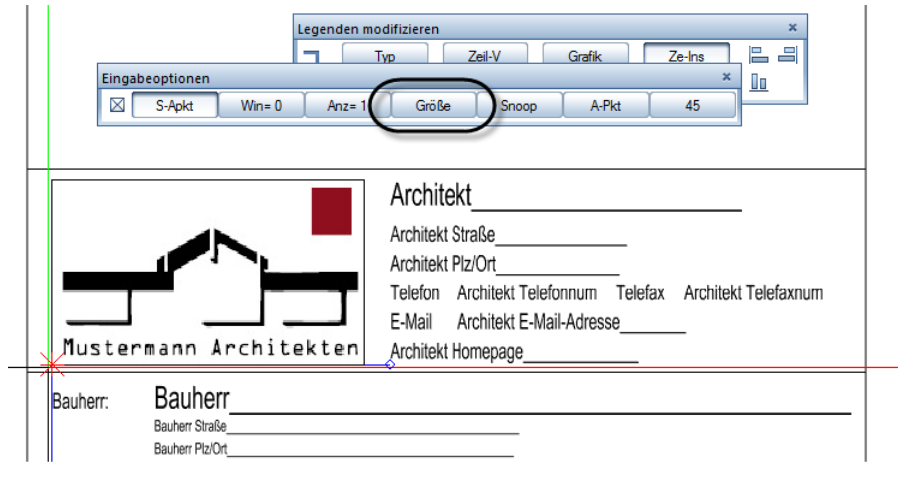 Legenden modifizieren ×
Typ Zeil-V Grafik Ze-Ins
Eingabeoptionen ×
S-Apkt Win= 0 Anz= 1 Größe Snoop A-Pkt 45
Mustermann Architekten
Architekt
Architekt Straße
Architekt Plz/Ort
Telefon Architekt Telefonnum Telefax Architekt Telefaxnum
E-Mail Architekt E-Mail-Adresse
Architekt Homepage
Bauherr: Bauherr
Bauherr Straße
Bauherr Plz/Ort